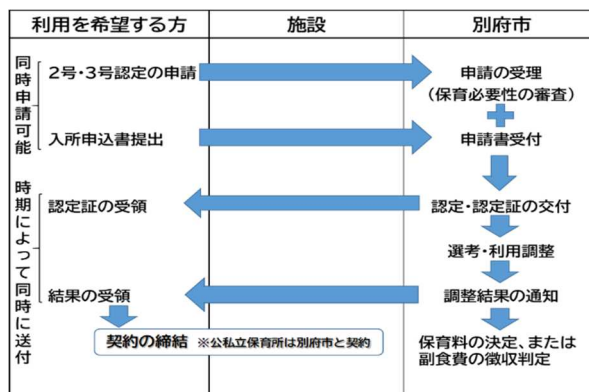 利用を希望する方
施設
別府市
同時申請可能
2号・3号認定の申請
申請の受理
(保育必要性の審査)
入所申込書提出
申請書受付
時期によって同時に送付
認定証の受領
認定・認定証の交付
選考・利用調整
結果の受領
調整結果の通知
契約の締結 ※公私立保育所は別府市と契約
保育料の決定、または
副食費の徴収判定